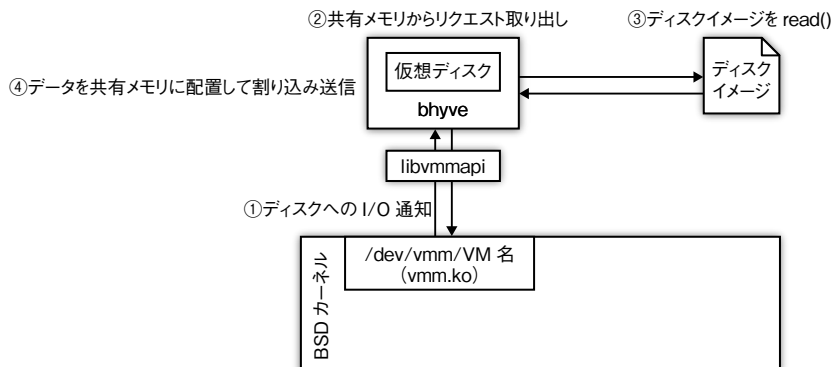 ②共有メモリからリクエスト取り出し
③ディスクイメージを read()
仮想ディスク
bhyve
ディスク
イメージ
④データを共有メモリに配置して割り込み送信
libvmmapi
①ディスクへの I/O 通知
/dev/vmm/VM 名
(vmm.ko)
BSD カーネル